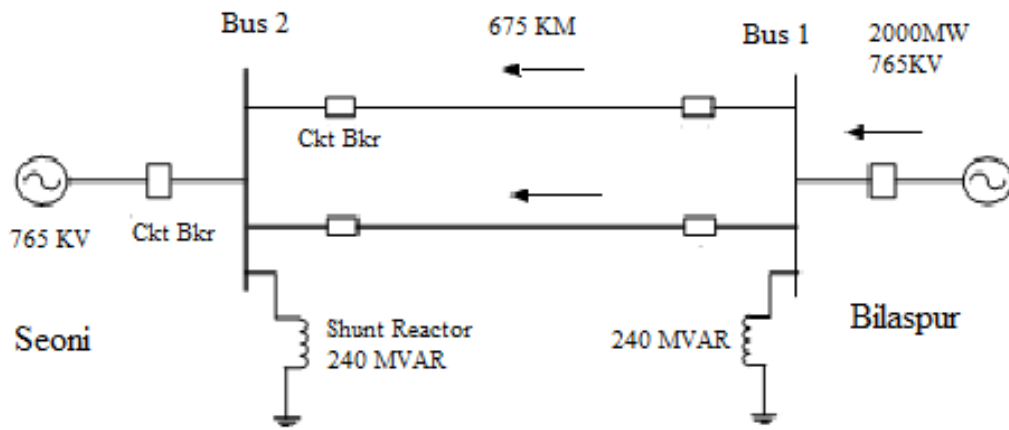 Bus 2
675 KM
Bus 1
2000MW
765KV
Ckt Bkr
765 KV
Ckt Bkr
Seoni
Shunt Reactor
240 MVAR
240 MVAR
Bilaspur